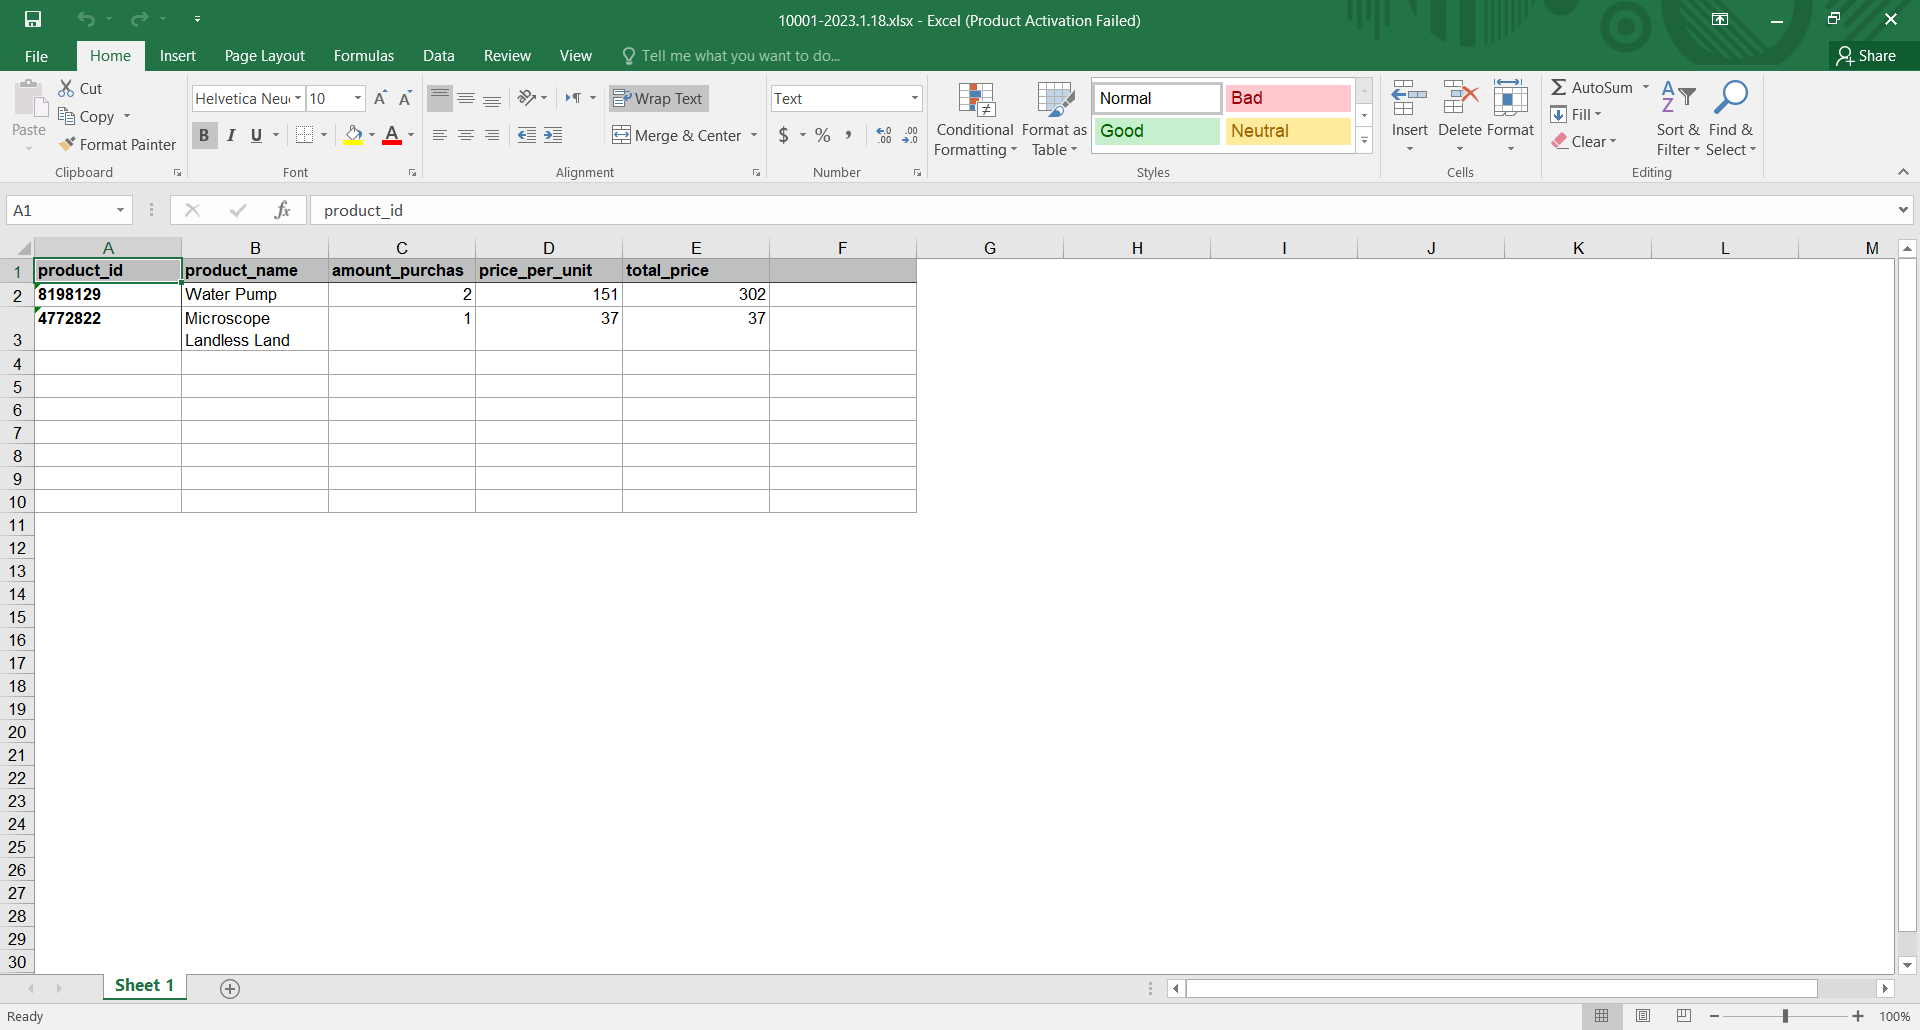 10001-2023.1.18.xlsx - Excel (Product Activation Failed)
File Home Insert Page Layout Formulas Data Review View Tell me what you want to do... Share
Paste
Cut
Copy
Format Painter
Clipboard
Helvetica Neu 10
B I U
Font
Wrap Text
Merge & Center
Alignment
Text
$ % ,
Number
Conditional Formatting
Format as Table
Normal Bad
Good Neutral
Styles
Insert Delete Format
Cells
AutoSum
Fill
Clear
Sort & Filter
Find & Select
Editing
A1 fx product_id
A B C D E F G H I J K L M
1 product_id product_name amount_purchas price_per_unit total_price
2 8198129 Water Pump 2 151 302
3 4772822 Microscope Landless Land 1 37 37
4
5
6
7
8
9
10
11
12
13
14
15
16
17
18
19
20
21
22
23
24
25
26
27
28
29
30
Sheet 1
Ready 100%